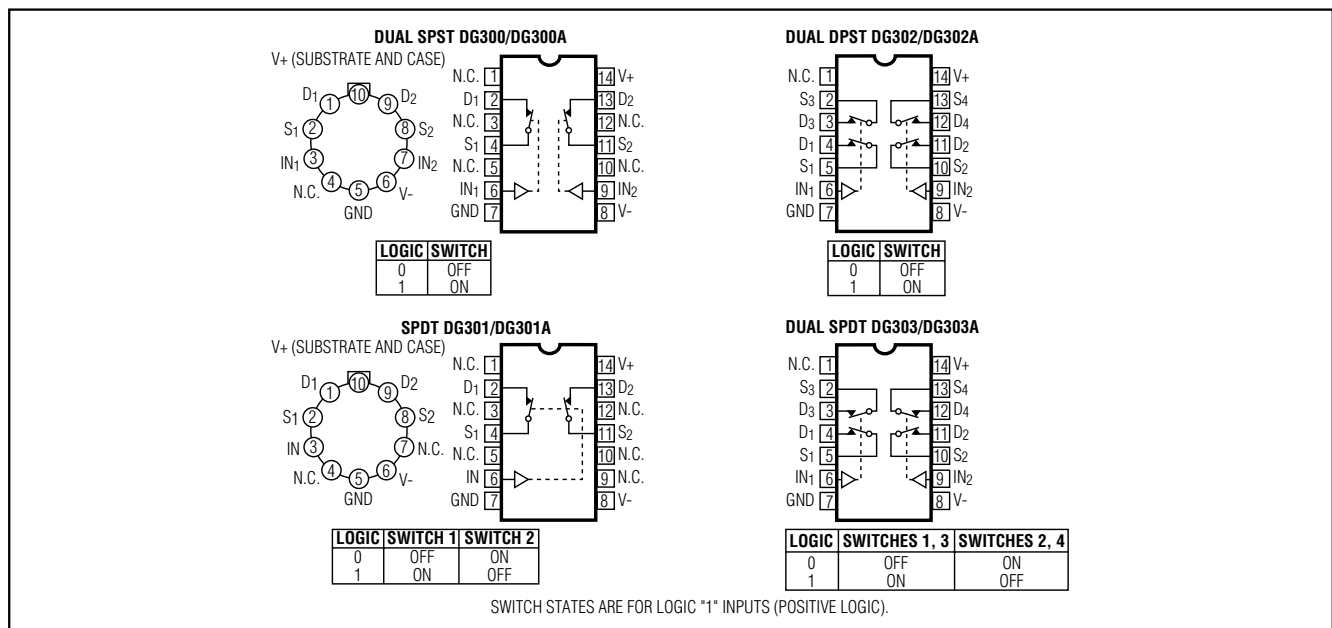 DUAL SPST DG300/DG300A
V+ (SUBSTRATE AND CASE)
D1 1
10
9 D2
S1 2
8 S2
IN1 3
7 IN2
N.C. 4
5
6 V-
GND
N.C. 1
14 V+
D1 2
13 D2
N.C. 3
12 N.C.
S1 4
11 S2
N.C. 5
10 N.C.
IN1 6
9 IN2
GND 7
8 V-
LOGIC SWITCH
0 OFF
1 ON
DUAL DPST DG302/DG302A
N.C. 1
14 V+
S3 2
13 S4
D3 3
12 D4
D1 4
11 D2
S1 5
10 S2
IN1 6
9 IN2
GND 7
8 V-
LOGIC SWITCH
0 OFF
1 ON
SPDT DG301/DG301A
V+ (SUBSTRATE AND CASE)
D1 1
10
9 D2
S1 2
8 S2
IN 3
7 N.C.
N.C. 4
5
6 V-
GND
N.C. 1
14 V+
D1 2
13 D2
N.C. 3
12 N.C.
S1 4
11 S2
N.C. 5
10 N.C.
IN 6
9 N.C.
GND 7
8 V-
LOGIC SWITCH 1 SWITCH 2
0 OFF ON
1 ON OFF
DUAL SPDT DG303/DG303A
N.C. 1
14 V+
S3 2
13 S4
D3 3
12 D4
D1 4
11 D2
S1 5
10 S2
IN1 6
9 IN2
GND 7
8 V-
LOGIC SWITCHES 1, 3 SWITCHES 2, 4
0 OFF ON
1 ON OFF
SWITCH STATES ARE FOR LOGIC "1" INPUTS (POSITIVE LOGIC).